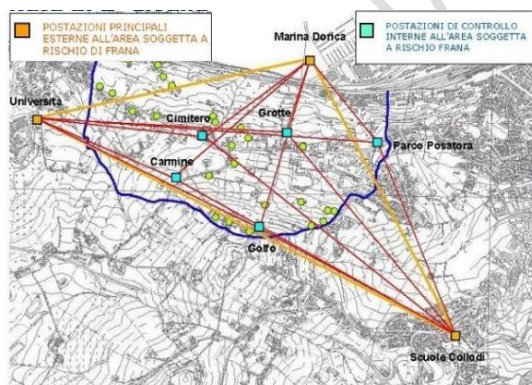 POSTAZIONI PRINCIPALI
ESTERNE ALL'AREA SOGGETTA A
RISCHIO DI FRANA
POSTAZIONI DI CONTROLLO
INTERNE ALL'AREA SOGGETTA
A RISCHIO FRANA
Marina Dorica
Università
Cimitero
Grotte
Parco Posatora
Carmine
Golfo
Scuole Collodi